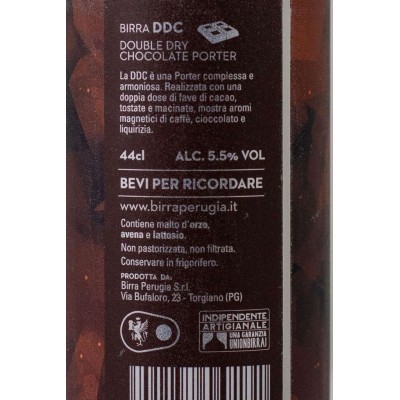 BIRRA DDC
DOUBLE DRY
CHOCOLATE PORTER
La DDC è una Porter complessa e
armoniosa. Realizzata con una
doppia dose di fave di cacao,
tostate e macinate, mostra aromi
magnetici di caffè, cioccolato e
liquirizia.
44cl ALC. 5.5% VOL
BEVI PER RICORDARE
www.birraperugia.it
Contiene malto d'orzo,
avena e lattosio.
Non pastorizzata, non filtrata.
Conservare in frigorifero.
PRODOTTA DA:
Birra Perugia S.r.l.
Via Bufaloro, 23 - Torgiano (PG)
INDIPENDENTE
ARTIGIANALE
UNA GARANZIA
UNIONBIRRAI